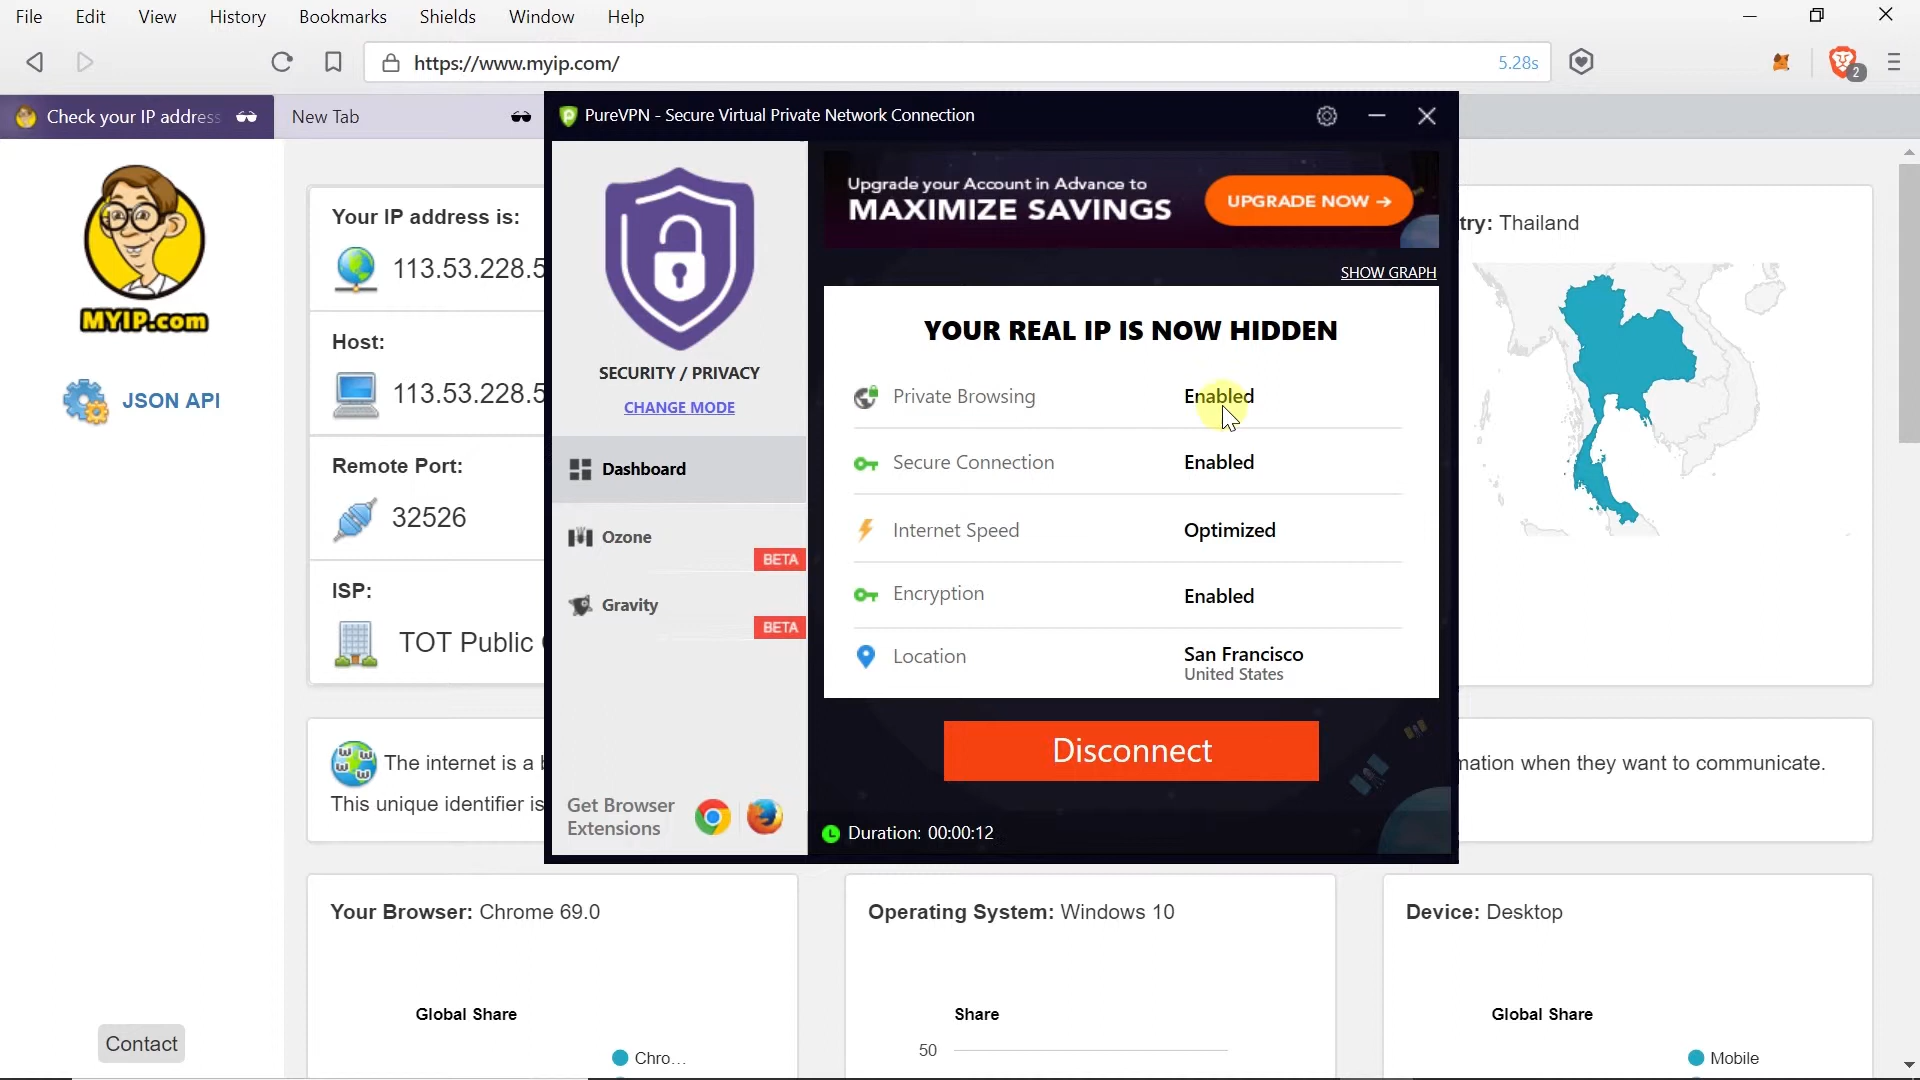 File Edit View History Bookmarks Shields Window Help
https://www.myip.com/
5.28s
2
Check your IP address
New Tab
PureVPN - Secure Virtual Private Network Connection
MYIP.com
JSON API
Your IP address is:
113.53.228.5
Host:
113.53.228.5
Remote Port:
32526
ISP:
TOT Public
SECURITY / PRIVACY
CHANGE MODE
Dashboard
Ozone
BETA
Gravity
BETA
Get Browser
Extensions
Upgrade your Account in Advance to
MAXIMIZE SAVINGS
UPGRADE NOW →
SHOW GRAPH
YOUR REAL IP IS NOW HIDDEN
Private Browsing Enabled
Secure Connection Enabled
Internet Speed Optimized
Encryption Enabled
Location San Francisco
United States
Disconnect
Duration: 00:00:12
try: Thailand
The internet is a
mation when they want to communicate.
This unique identifier is
Your Browser: Chrome 69.0
Global Share
Chro...
Operating System: Windows 10
Share
50
Device: Desktop
Global Share
Mobile
Contact